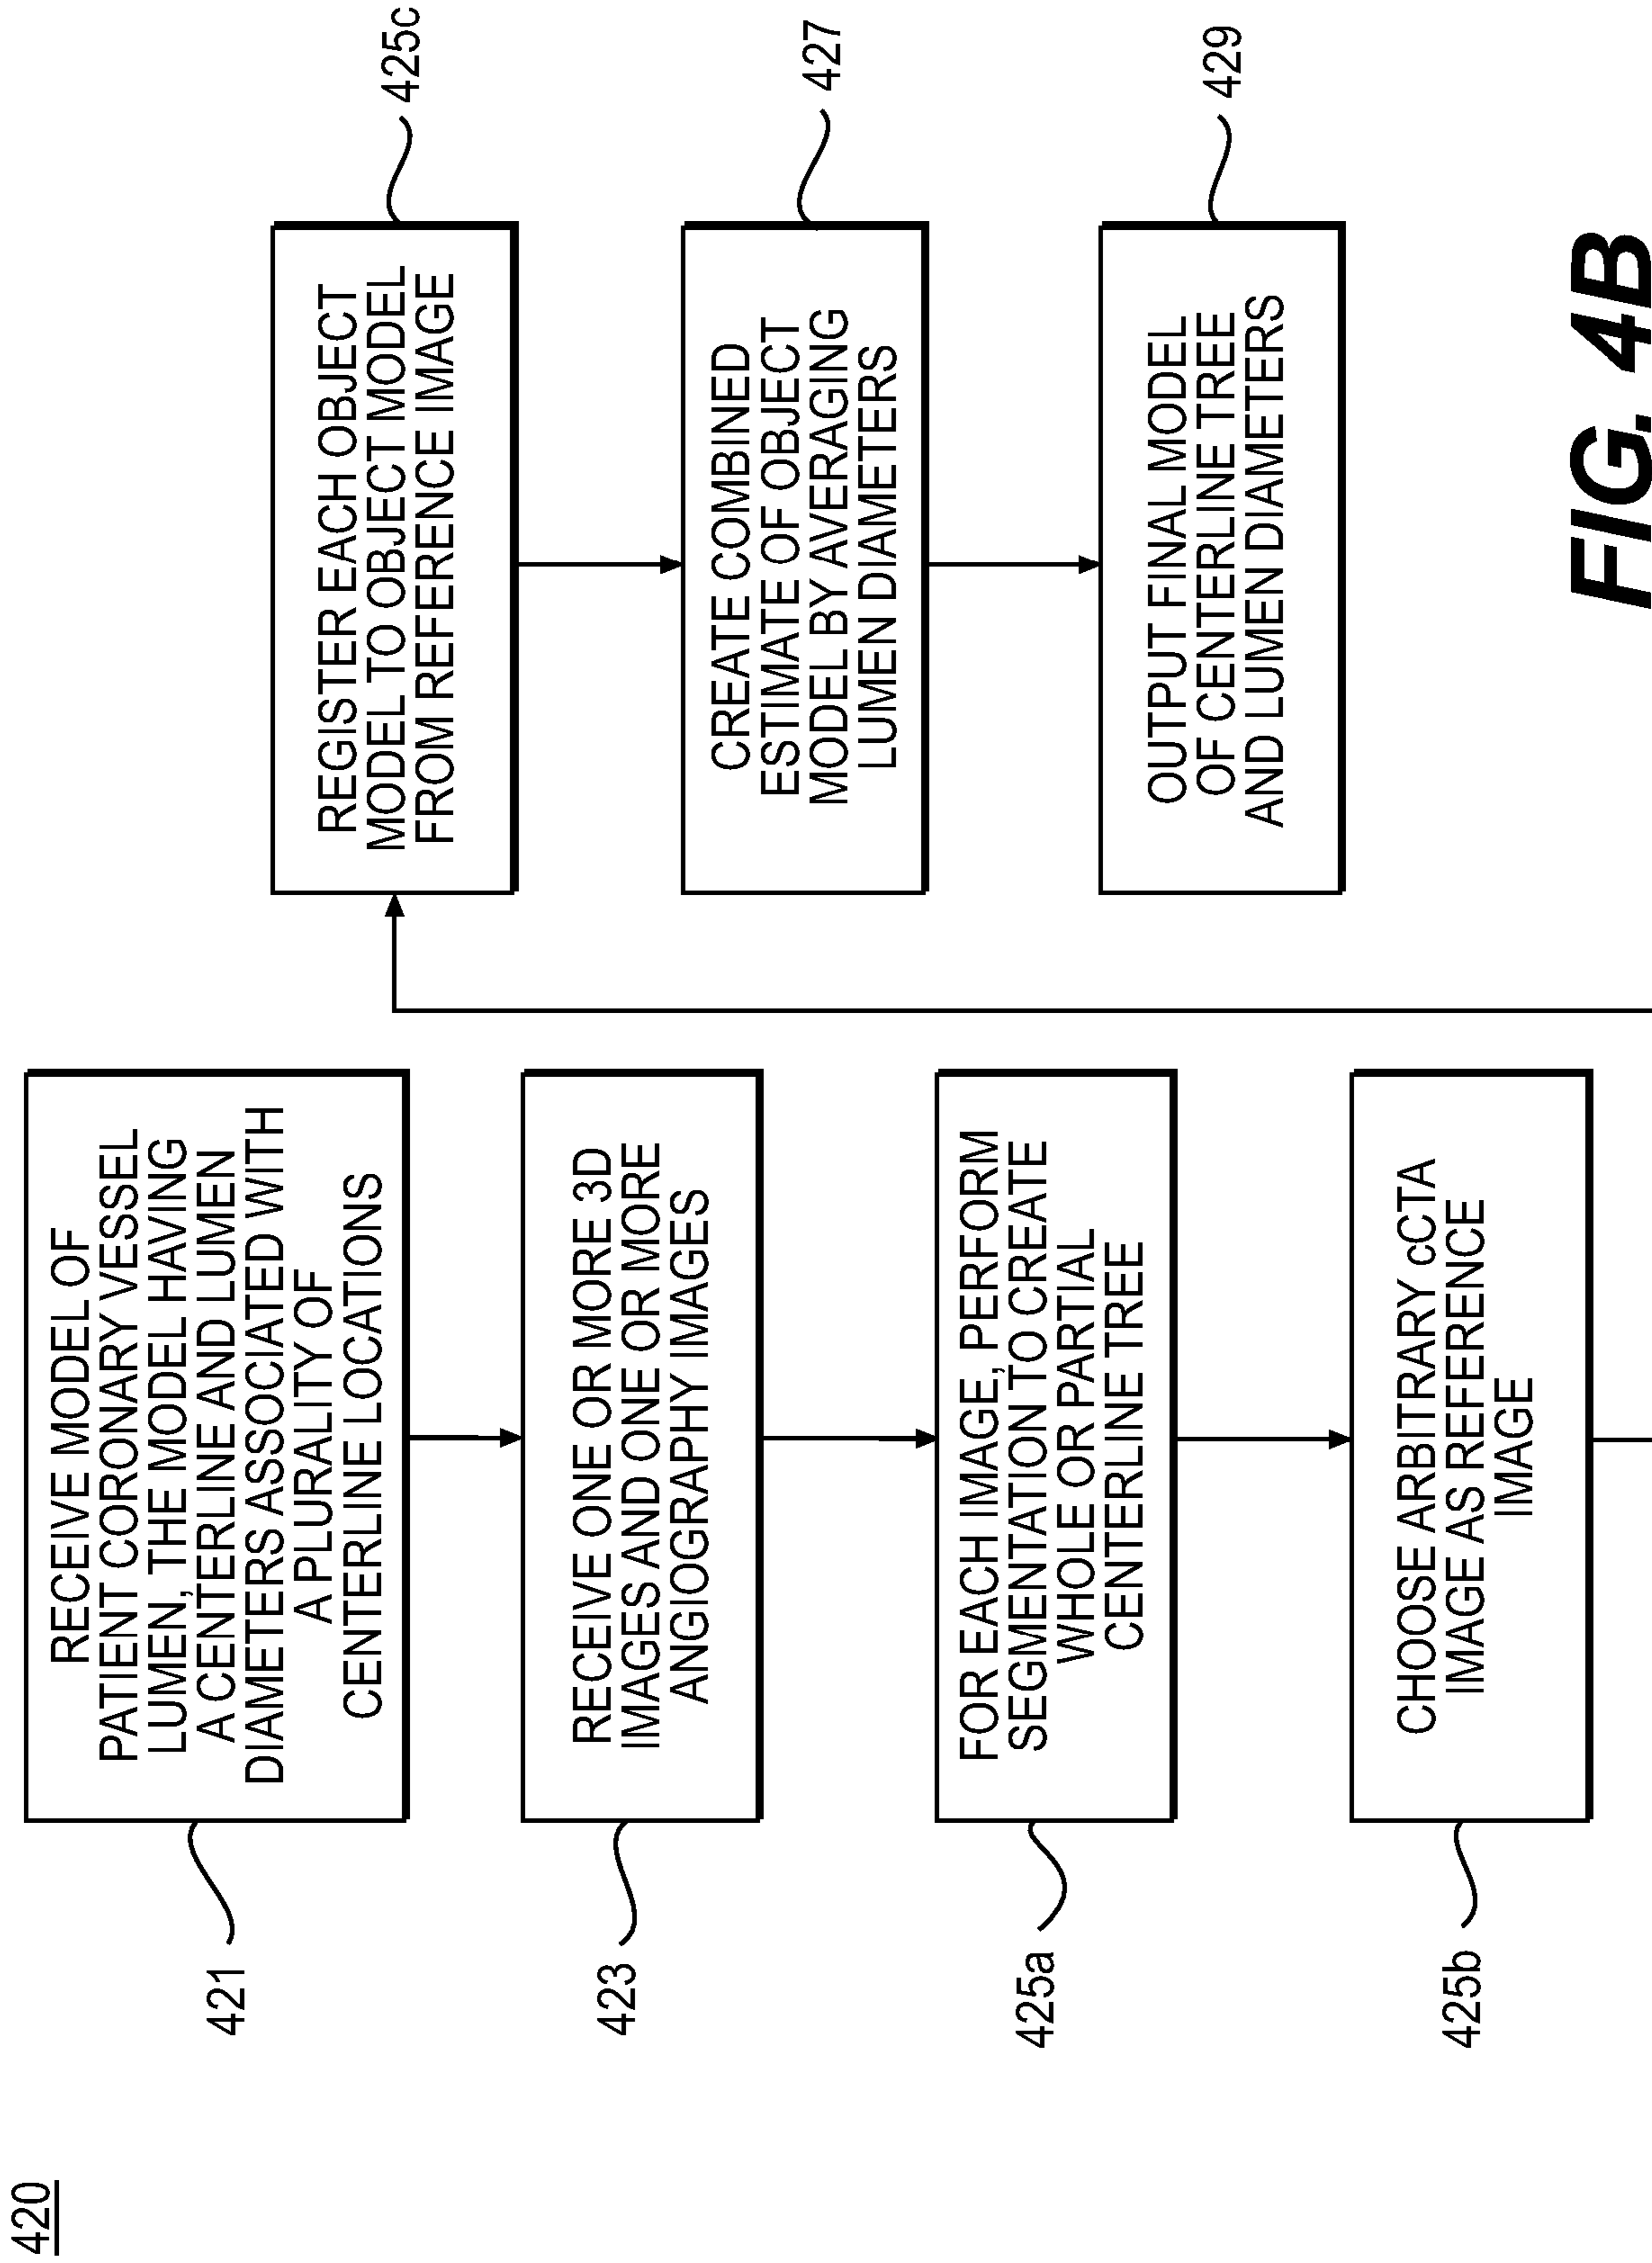 420
421
RECEIVE MODEL OF
PATIENT CORONARY VESSEL
LUMEN, THE MODEL HAVING
A CENTERLINE AND LUMEN
DIAMETERS ASSOCIATED WITH
A PLURALITY OF
CENTERLINE LOCATIONS
423
RECEIVE ONE OR MORE 3D
IMAGES AND ONE OR MORE
ANGIOGRAPHY IMAGES
425a
FOR EACH IMAGE, PERFORM
SEGMENTATION TO CREATE
WHOLE OR PARTIAL
CENTERLINE TREE
425b
CHOOSE ARBITRARY cCTA
IMAGE AS REFERENCE
IMAGE
425c
REGISTER EACH OBJECT
MODEL TO OBJECT MODEL
FROM REFERENCE IMAGE
427
CREATE COMBINED
ESTIMATE OF OBJECT
MODEL BY AVERAGING
LUMEN DIAMETERS
429
OUTPUT FINAL MODEL
OF CENTERLINE TREE
AND LUMEN DIAMETERS
FIG. 4B